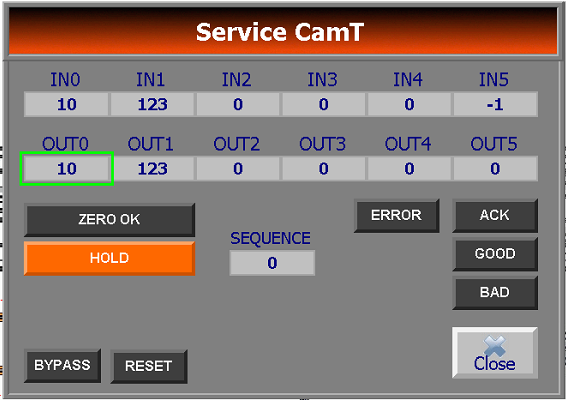 Service CamT
IN0 IN1 IN2 IN3 IN4 IN5
10 123 0 0 0 -1
OUT0 OUT1 OUT2 OUT3 OUT4 OUT5
10 123 0 0 0 0
ZERO OK ERROR ACK
HOLD SEQUENCE GOOD
0
BAD
BYPASS RESET Close